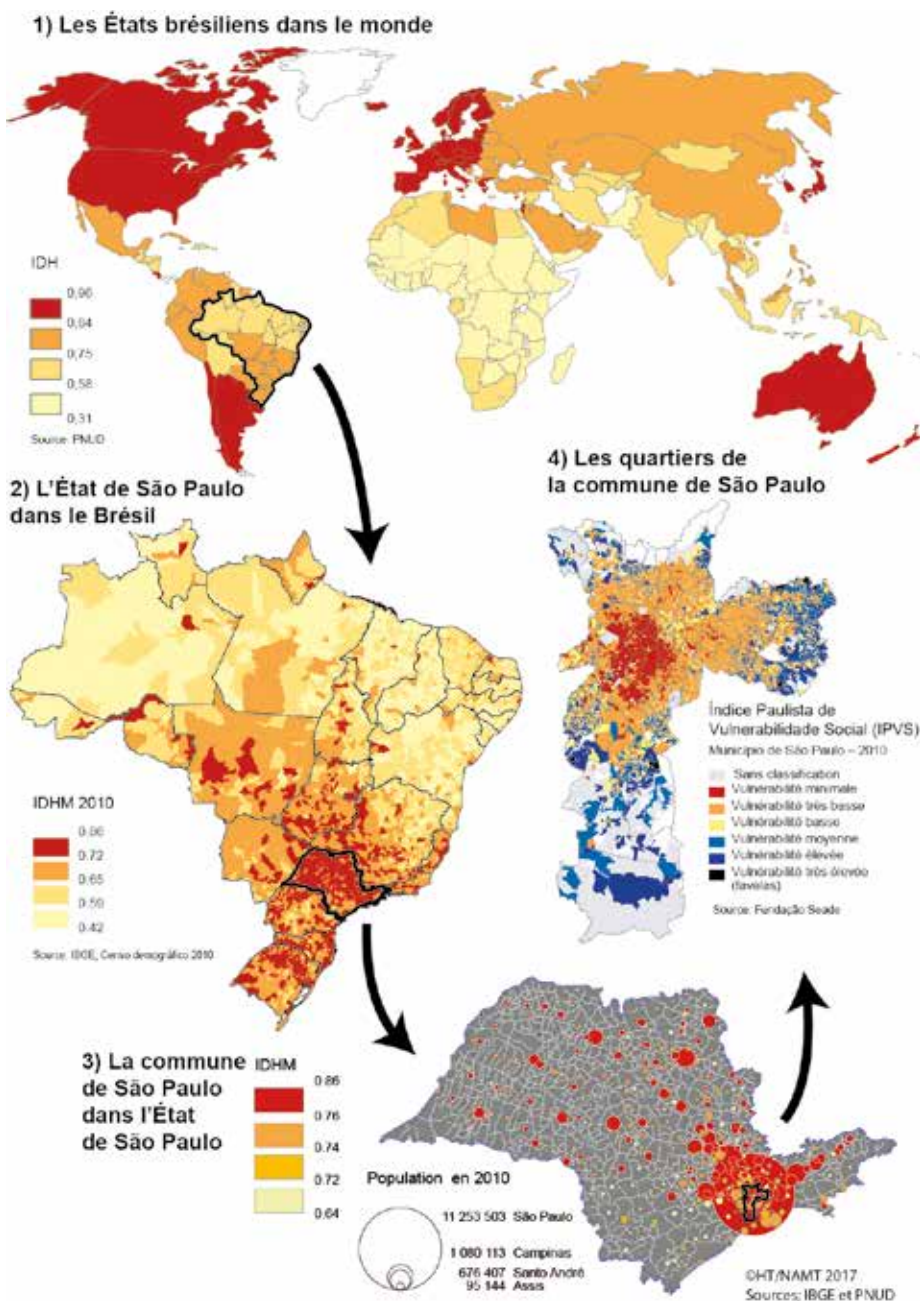 1) Les États brésiliens dans le monde
IDH
0,96
0,84
0,75
0,58
0,31
Source: PNUD
2) L'État de São Paulo
dans le Brésil
IDHM 2010
0.86
0.72
0.65
0.59
0.42
Source: IBGE, Censo demográfico 2010
4) Les quartiers de
la commune de São Paulo
Índice Paulista de
Vulnerabilidade Social (IPVS)
Município de São Paulo – 2010
Sans classification
Vulnérabilité minimale
Vulnérabilité très basse
Vulnérabilité basse
Vulnérabilité moyenne
Vulnérabilité élevée
Vulnérabilité très élevée
(favelas)
Source: Fundação Seade
3) La commune
de São Paulo
dans l'État
de São Paulo
IDHM
0.86
0.76
0.74
0.72
0.64
Population en 2010
11 253 503 São Paulo
1 080 113 Campinas
676 407 Santo André
95 144 Assis
©HT/NAMT 2017
Sources: IBGE et PNUD